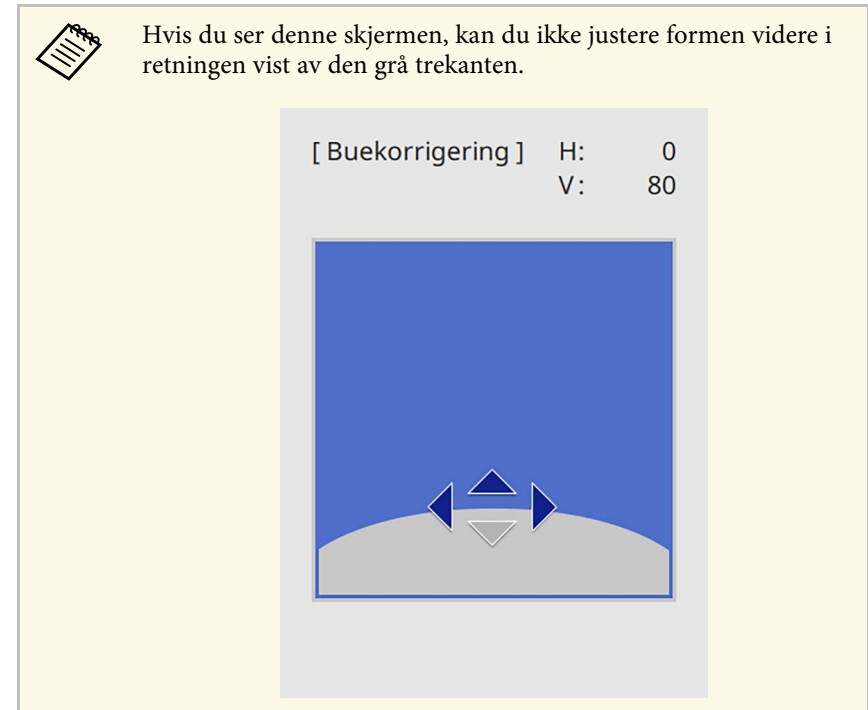 Hvis du ser denne skjermen, kan du ikke justere formen videre i
retningen vist av den grå trekanten.
[ Buekorrigering ] H: 0
V: 80